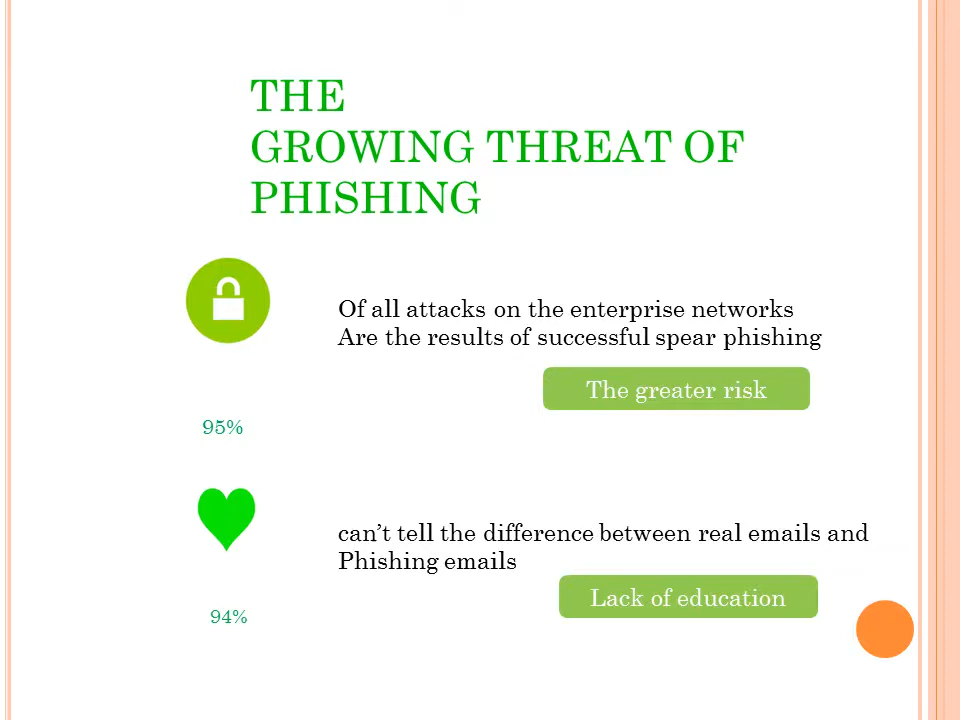 THE
GROWING THREAT OF
PHISHING
Of all attacks on the enterprise networks
Are the results of successful spear phishing
The greater risk
95%
can’t tell the difference between real emails and
Phishing emails
Lack of education
94%